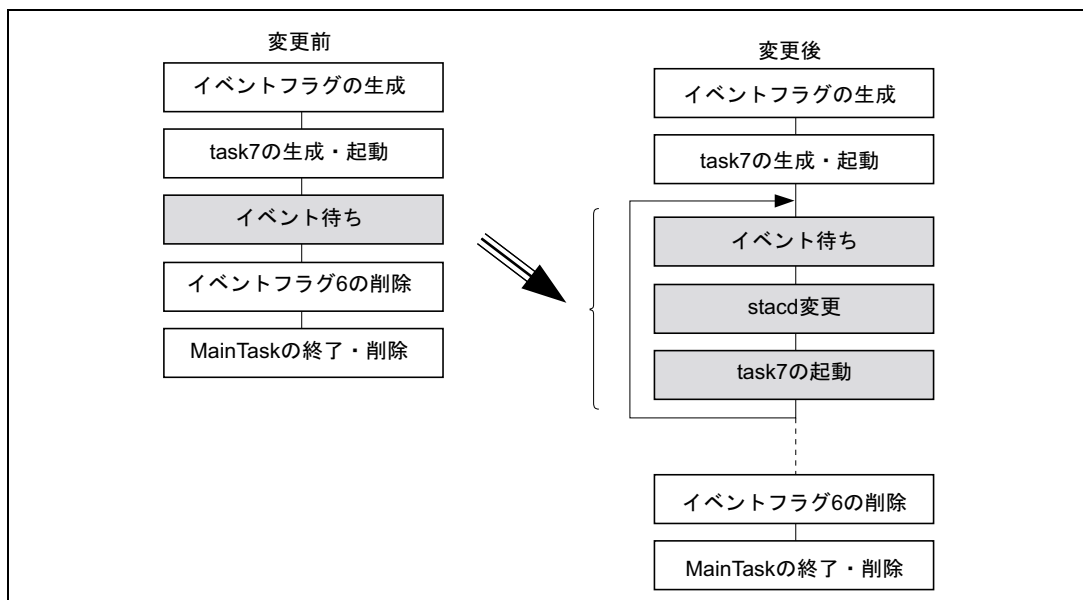 変更前
イベントフラグの生成
task7の生成・起動
イベント待ち
イベントフラグ6の削除
MainTaskの終了・削除
変更後
イベントフラグの生成
task7の生成・起動
イベント待ち
stacd変更
task7の起動
イベントフラグ6の削除
MainTaskの終了・削除